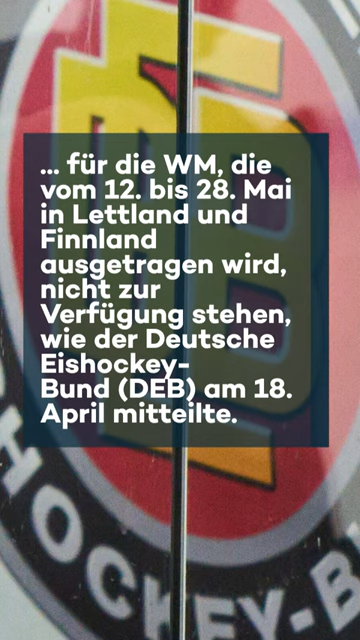 ... für die WM, die
vom 12. bis 28. Mai
in Lettland und
Finnland
ausgetragen wird,
nicht zur
Verfügung stehen,
wie der Deutsche
Eishockey-
Bund (DEB) am 18.
April mitteilte.
HOCKEY-B